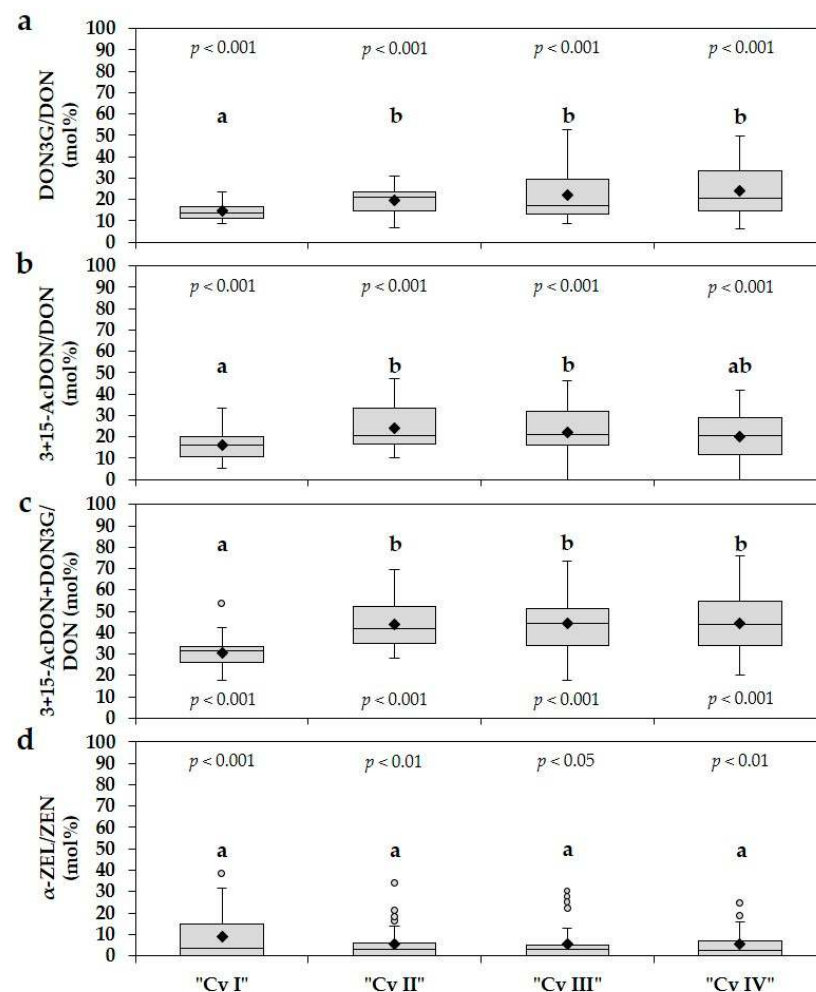 a
DON3G/DON
(mol%)
100
90
80
70
60
50
40
30
20
10
0
p < 0.001 p < 0.001 p < 0.001 p < 0.001
a b b b
b
3+15-AcDON/DON
(mol%)
100
90
80
70
60
50
40
30
20
10
0
p < 0.001 p < 0.001 p < 0.001 p < 0.001
a b b ab
c
3+15-AcDON+DON3G/
DON (mol%)
100
90
80
70
60
50
40
30
20
10
0
a b b b
p < 0.001 p < 0.001 p < 0.001 p < 0.001
d
α-ZEL/ZEN
(mol%)
100
90
80
70
60
50
40
30
20
10
0
p < 0.001 p < 0.01 p < 0.05 p < 0.01
a a a a
"Cv I" "Cv II" "Cv III" "Cv IV"